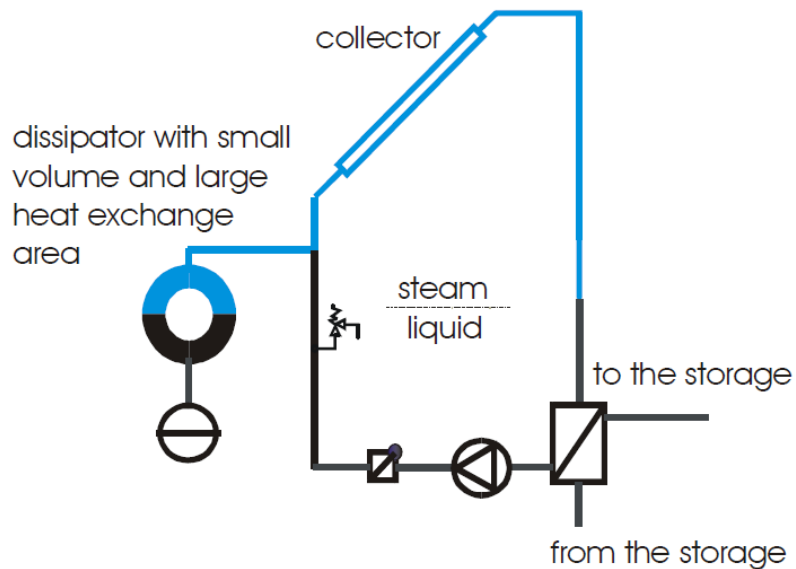 collector
dissipator with small
volume and large
heat exchange
area
steam
liquid
to the storage
from the storage